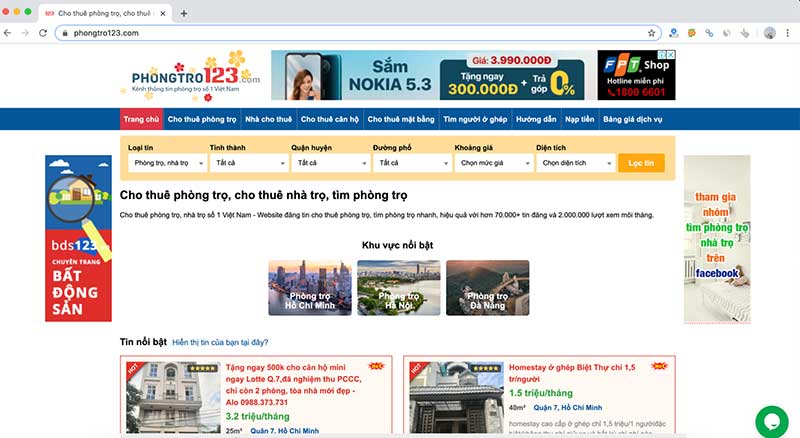 Cho thuê phòng trọ, cho thuê
phongtro123.com
PHONGTRO123.com
Kênh thông tin phòng trọ số 1 Việt Nam
Sắm
NOKIA 5.3
Giá: 3.990.000Đ
Tặng ngay
300.000Đ
+
Trả
góp
0%
FPT Shop
Hotline miễn phí
1800 6601
Trang chủ
Cho thuê phòng trọ
Nhà cho thuê
Cho thuê căn hộ
Cho thuê mặt bằng
Tìm người ở ghép
Hướng dẫn
Nạp tiền
Bảng giá dịch vụ
Loại tin
Tỉnh thành
Quận huyện
Đường phố
Khoảng giá
Diện tích
Phòng trọ, nhà trọ
Tất cả
Tất cả
Tất cả
Chọn mức giá
Chọn diện tích
Lọc tin
bds123
CHUYÊN TRANG
BẤT
ĐỘNG
SẢN
tham gia
nhóm
tìm phòng trọ
nhà trọ
trên
facebook
Cho thuê phòng trọ, cho thuê nhà trọ, tìm phòng trọ
Cho thuê phòng trọ, nhà trọ số 1 Việt Nam - Website đăng tin cho thuê phòng trọ, tìm phòng trọ nhanh, hiệu quả với hơn 70.000+ tin đăng và 2.000.000 lượt xem mỗi tháng.
Khu vực nổi bật
Phòng trọ
Hồ Chí Minh
Phòng trọ
Hà Nội
Phòng trọ
Đà Nẵng
Tin nổi bật
Hiển thị tin của bạn tại đây?
HOT
Tặng ngay 500k cho căn hộ mini
ngay Lotte Q.7,đã nghiệm thu PCCC,
chỉ còn 2 phòng, tòa nhà mới đẹp -
Alo 0988.373.731
3.2 triệu/tháng
25m²
Quận 7, Hồ Chí Minh
HOT
Homestay ở ghép Biệt Thự chỉ 1,5
tr/người
1.5 triệu/tháng
40m²
Quận 7, Hồ Chí Minh
homestay cao cấp ở ghép chỉ 1,5 triệu/1 ngườiđặc